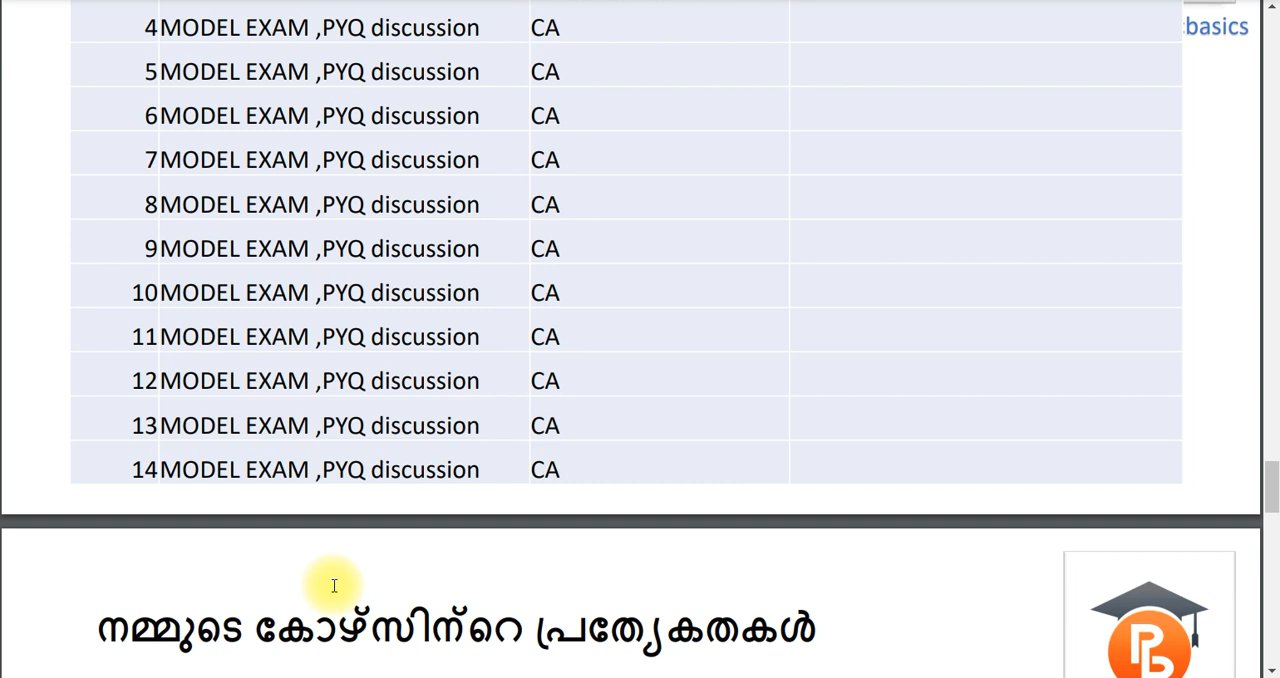 4 MODEL EXAM ,PYQ discussion CA
:basics
5 MODEL EXAM ,PYQ discussion CA
6 MODEL EXAM ,PYQ discussion CA
7 MODEL EXAM ,PYQ discussion CA
8 MODEL EXAM ,PYQ discussion CA
9 MODEL EXAM ,PYQ discussion CA
10 MODEL EXAM ,PYQ discussion CA
11 MODEL EXAM ,PYQ discussion CA
12 MODEL EXAM ,PYQ discussion CA
13 MODEL EXAM ,PYQ discussion CA
14 MODEL EXAM ,PYQ discussion CA
നമ്മുടെ കോഴ്സിന്റെ പ്രത്യേകതകൾ